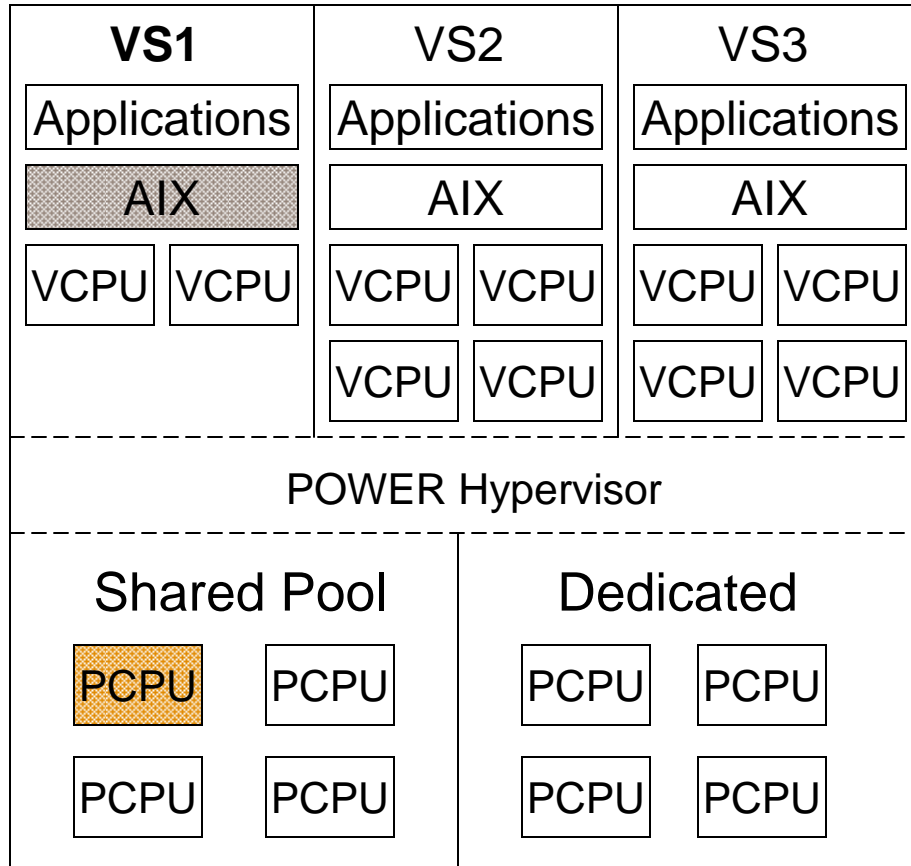 VS1 VS2 VS3
Applications Applications Applications
AIX AIX AIX
VCPU VCPU VCPU VCPU VCPU VCPU
VCPU VCPU VCPU VCPU
POWER Hypervisor
Shared Pool Dedicated
PCPU PCPU PCPU PCPU
PCPU PCPU PCPU PCPU